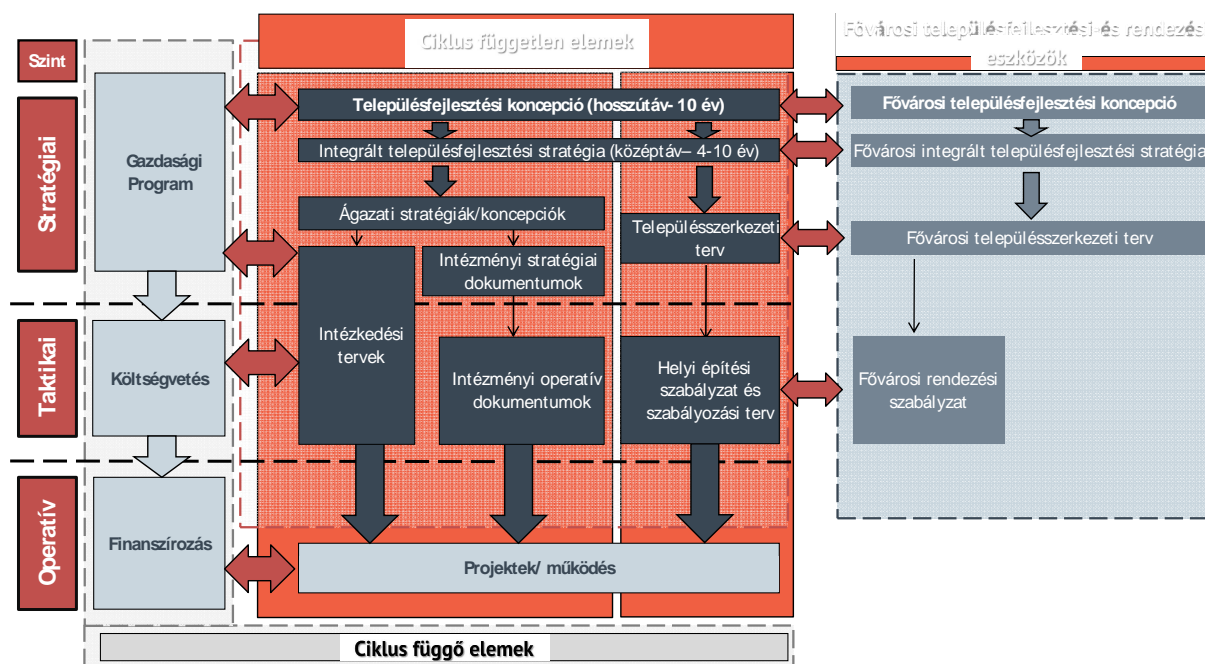 Ciklus független elemek
Fővárosi településfejlesztési és rendezési
eszközök
Szint
Stratégiai
Taktikai
Operatív
Gazdasági
Program
Költségvetés
Finanszírozás
Településfejlesztési koncepció (hosszútáv- 10 év)
Integrált településfejlesztési stratégia (középtáv– 4-10 év)
Ágazati stratégiák/koncepciók
Intézkedési
tervek
Intézményi stratégiai
dokumentumok
Intézményi operatív
dokumentumok
Településszerkezeti
terv
Helyi építési
szabályzat és
szabályozási terv
Projektek/ működés
Fővárosi településfejlesztési koncepció
Fővárosi integrált településfejlesztési stratégia
Fővárosi településszerkezeti terv
Fővárosi rendezési
szabályzat
Ciklus függő elemek